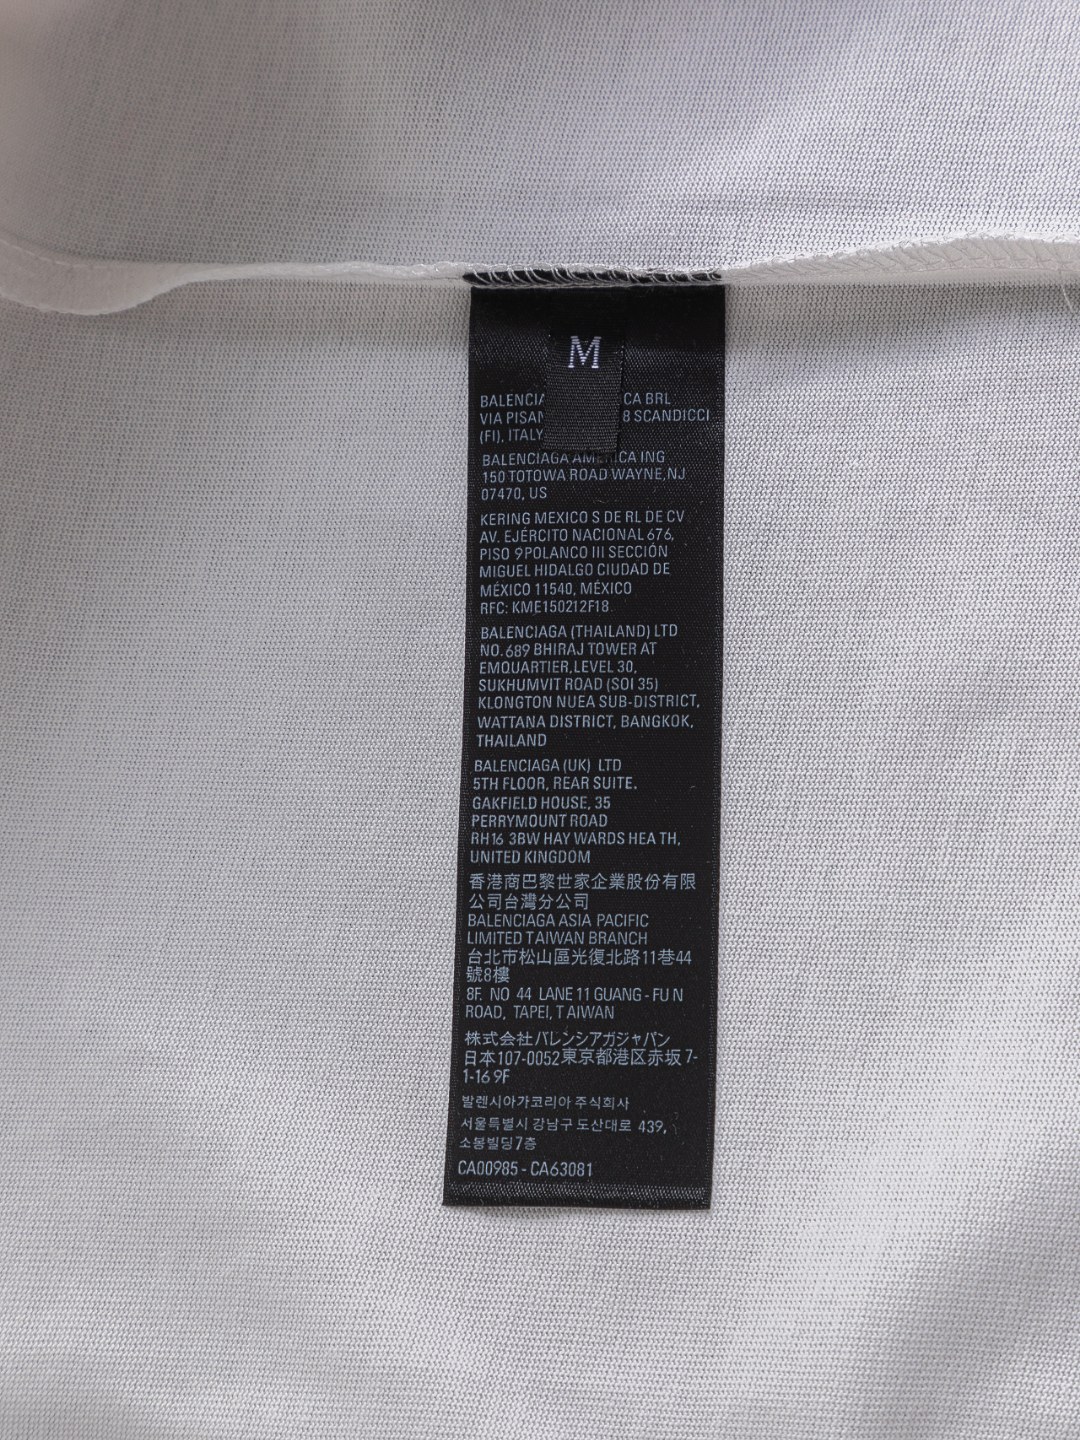 M
BALENCIA CA BRL
VIA PISAN 8 SCANDICCI
(FI), ITALY
BALENCIAGA AMERICA ING
150 TOTOWA ROAD WAYNE,NJ
07470, US
KERING MEXICO S DE RL DE CV
AV. EJÉRCITO NACIONAL 676,
PISO 9POLANCO III SECCIÓN
MIGUEL HIDALGO CIUDAD DE
MÉXICO 11540, MÉXICO
RFC: KME150212F18
BALENCIAGA (THAILAND) LTD
NO.689 BHIRAJ TOWER AT
EMQUARTIER,LEVEL 30,
SUKHUMVIT ROAD (SOI 35)
KLONGTON NUEA SUB-DISTRICT,
WATTANA DISTRICT, BANGKOK,
THAILAND
BALENCIAGA (UK) LTD
5TH FLOOR, REAR SUITE.
GAKFIELD HOUSE, 35
PERRYMOUNT ROAD
RH16 3BW HAY WARDS HEA TH,
UNITED KINGDOM
香港商巴黎世家企業股份有限
公司台灣分公司
BALENCIAGA ASIA PACIFIC
LIMITED TAIWAN BRANCH
台北市松山區光復北路11巷44
號8樓
8F. NO 44 LANE 11 GUANG - FU N
ROAD, TAPEI, T AIWAN
株式会社バレンシアガジャパン
日本107-0052東京都港区赤坂7-
1-16 9F
발렌시아가코리아 주식회사
서울특별시 강남구 도산대로 439,
소봉빌딩7층
CA00985 - CA63081